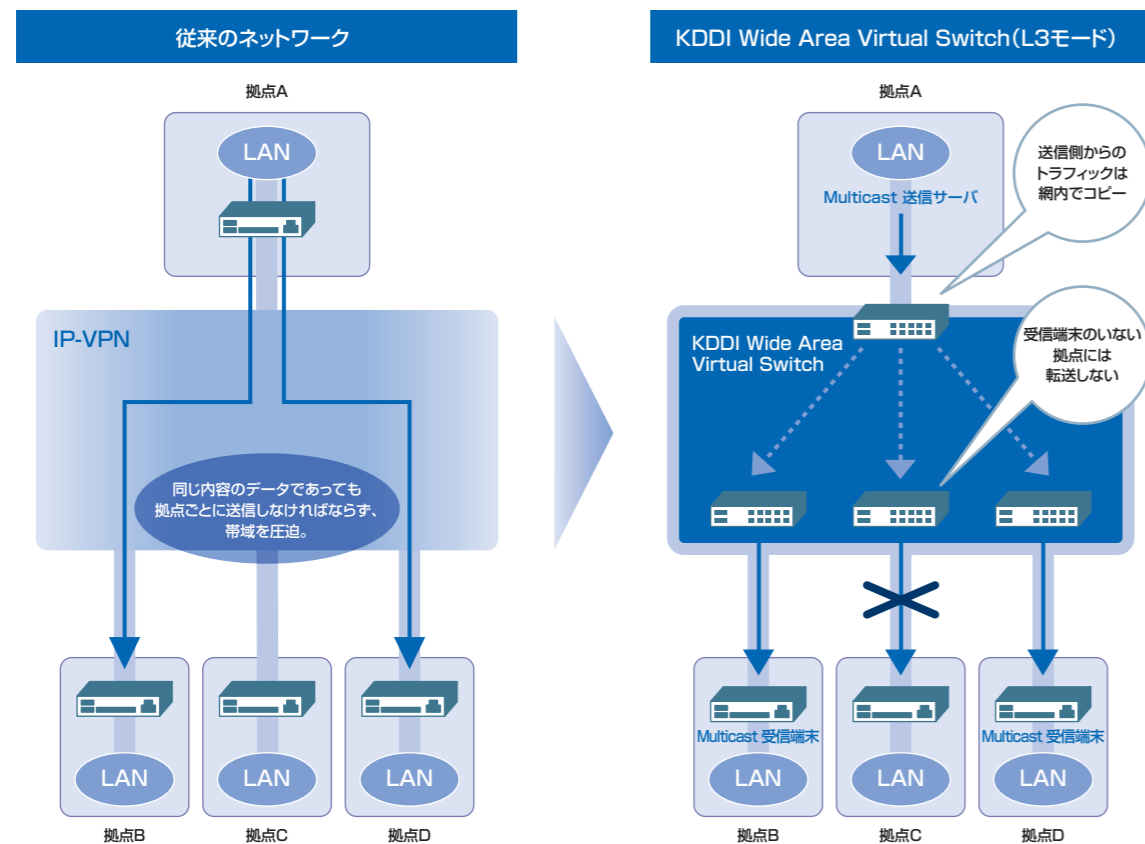 従来のネットワーク
拠点A
LAN
IP-VPN
同じ内容のデータであっても
拠点ごとに送信しなければならず、
帯域を圧迫。
LAN
LAN
LAN
拠点B
拠点C
拠点D
KDDI Wide Area Virtual Switch(L3モード)
拠点A
LAN
Multicast 送信サーバ
送信側からの
トラフィックは
網内でコピー
KDDI Wide Area
Virtual Switch
受信端末のいない
拠点には
転送しない
Multicast 受信端末
Multicast 受信端末
LAN
LAN
LAN
拠点B
拠点C
拠点D